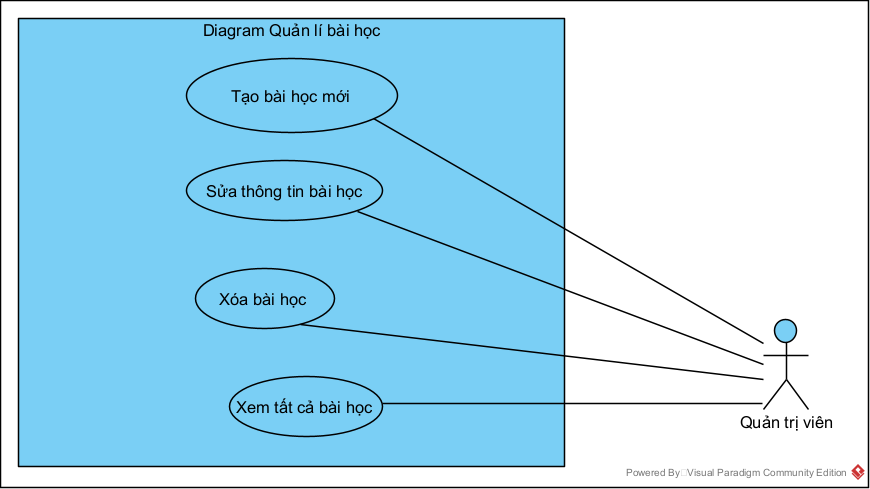 Diagram Quản lí bài học
Tạo bài học mới
Sửa thông tin bài học
Xóa bài học
Xem tất cả bài học
Quản trị viên
Powered By Visual Paradigm Community Edition